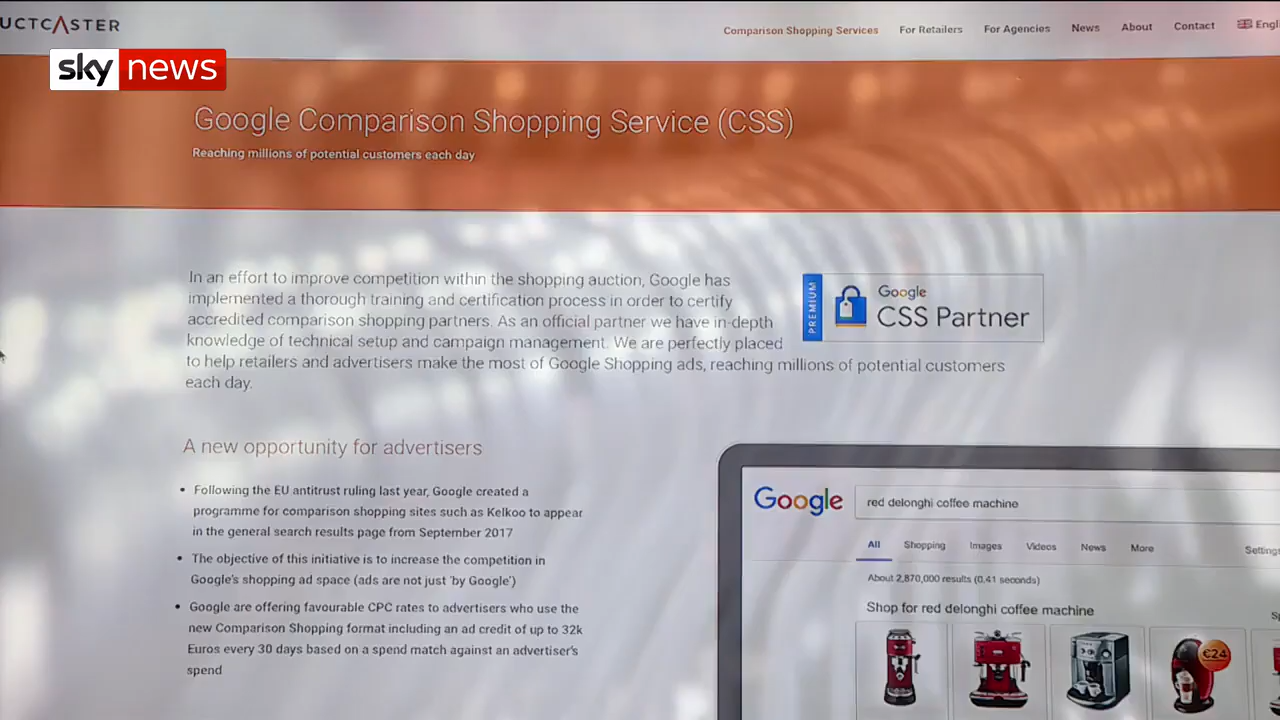 UCTCASTER
Comparison Shopping Services For Retailers For Agencies News About Contact Engl
sky news
Google Comparison Shopping Service (CSS)
Reaching millions of potential customers each day
In an effort to improve competition within the shopping auction, Google has
implemented a thorough training and certification process in order to certify
accredited comparison shopping partners. As an official partner we have in-depth
knowledge of technical setup and campaign management. We are perfectly placed
to help retailers and advertisers make the most of Google Shopping ads, reaching millions of potential customers
each day.
PREMIUM
Google
CSS Partner
A new opportunity for advertisers
• Following the EU antitrust ruling last year, Google created a
programme for comparison shopping sites such as Kelkoo to appear
in the general search results page from September 2017
• The objective of this initiative is to increase the competition in
Google's shopping ad space (ads are not just 'by Google')
• Google are offering favourable CPC rates to advertisers who use the
new Comparison Shopping format including an ad credit of up to 32k
Euros every 30 days based on a spend match against an advertiser's
spend
Google red delonghi coffee machine
All Shopping Images Videos News More Settings
About 2,870,000 results (0.41 seconds)
Shop for red delonghi coffee machine
Sp
€24